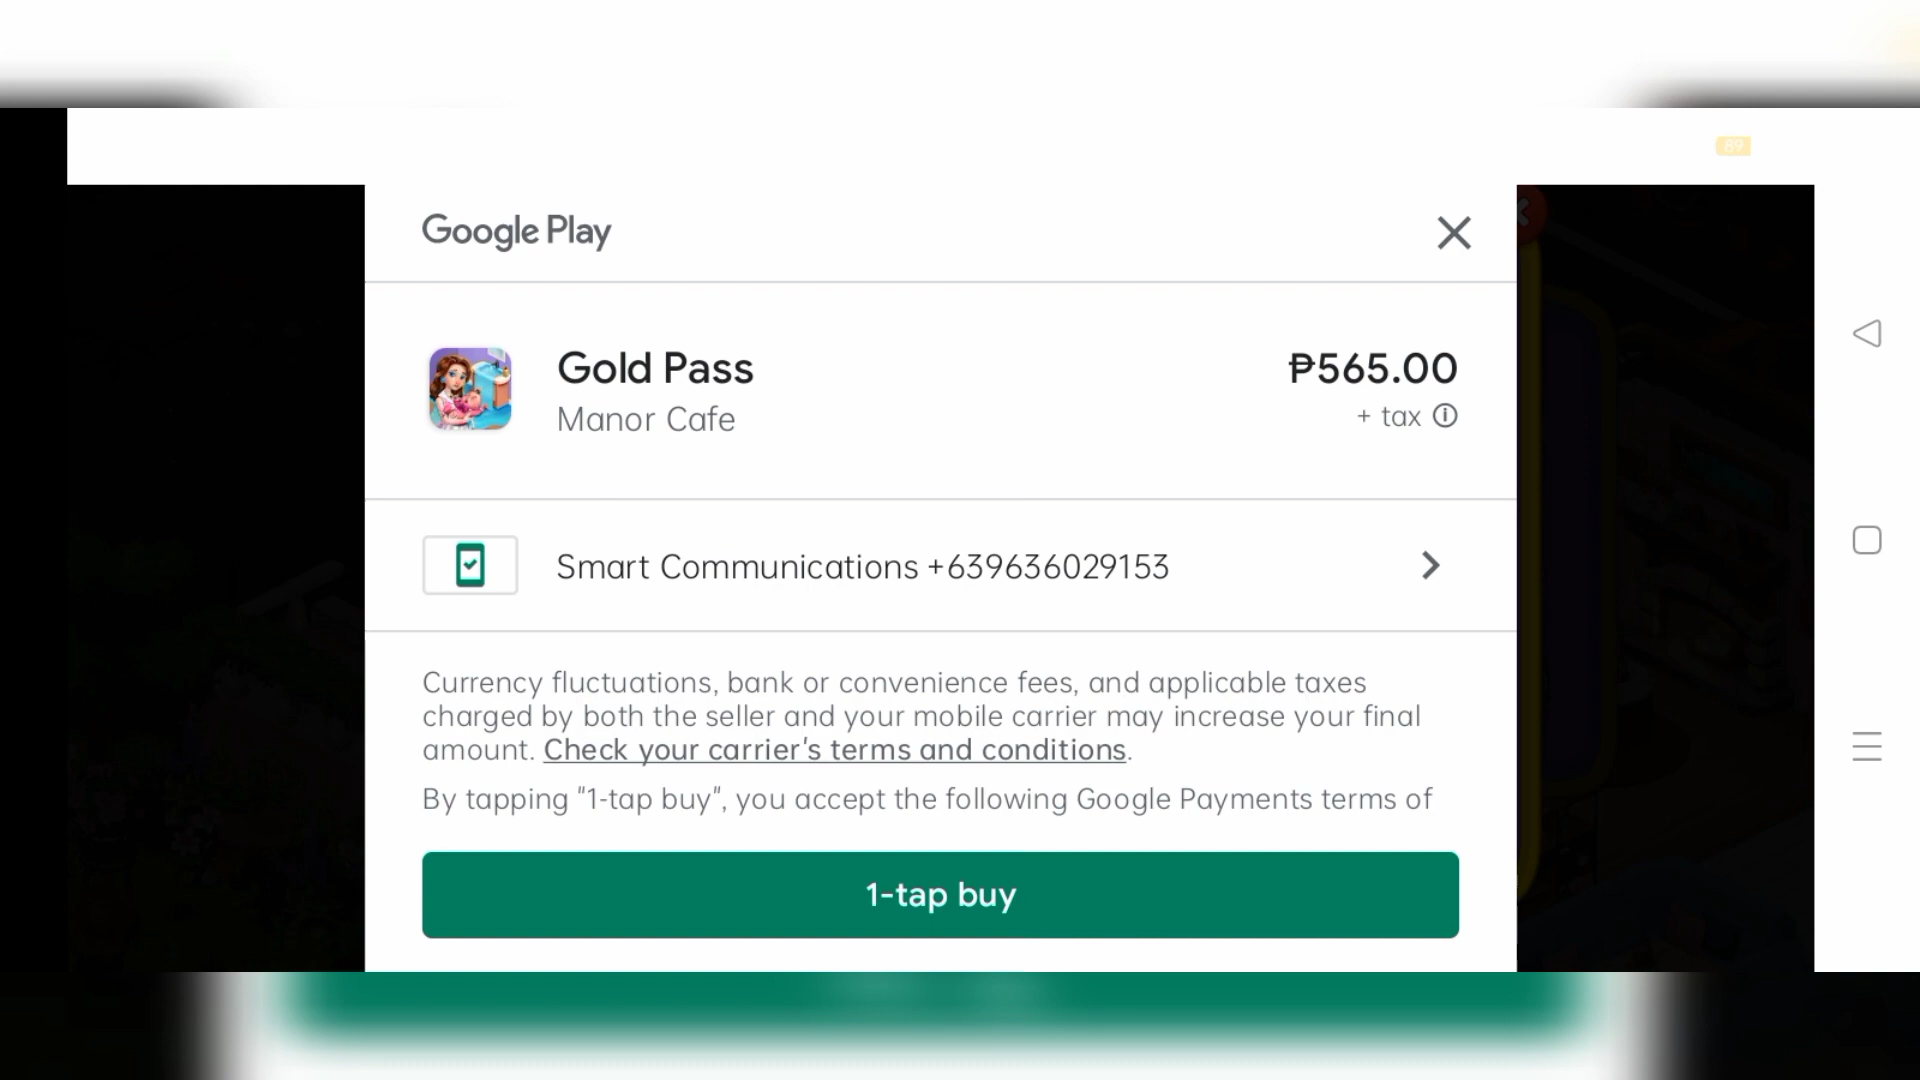 89
Google Play
Gold Pass
₱565.00
Manor Cafe
+ tax
Smart Communications +639636029153
Currency fluctuations, bank or convenience fees, and applicable taxes
charged by both the seller and your mobile carrier may increase your final
amount. Check your carrier's terms and conditions.
By tapping "1-tap buy", you accept the following Google Payments terms of
1-tap buy